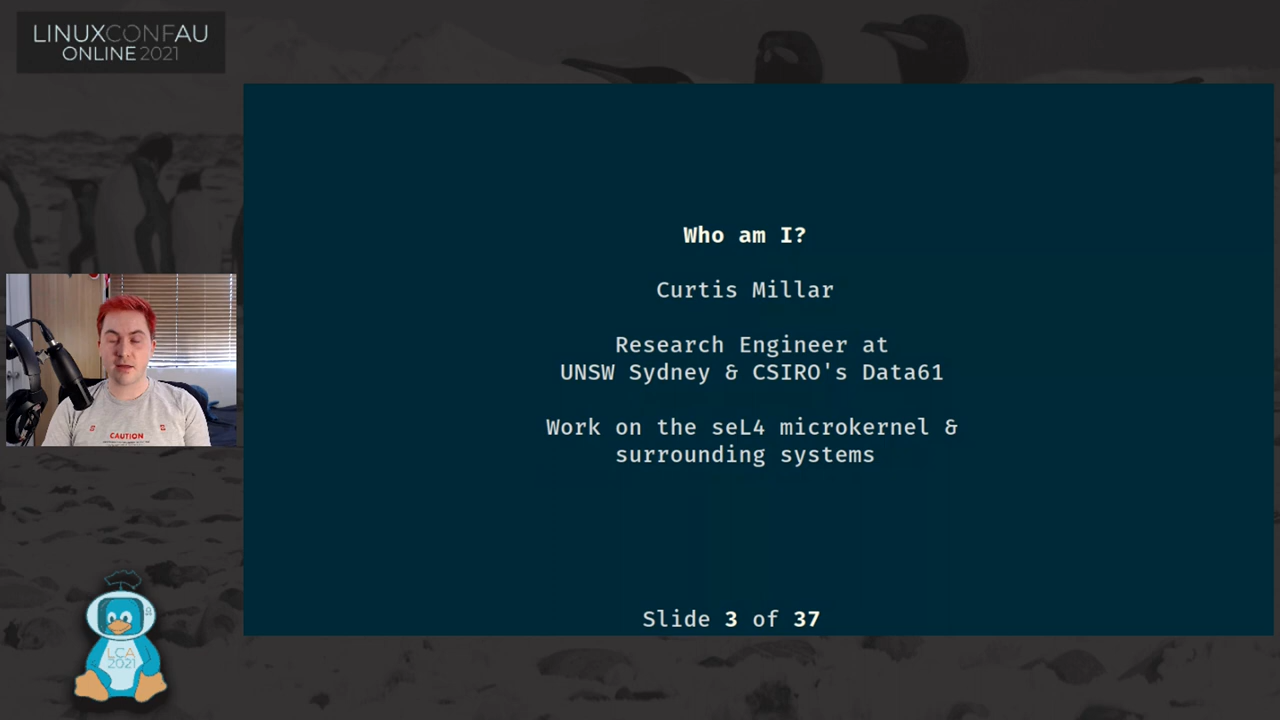 LINUXCONFAU
ONLINE 2021
Who am I?
Curtis Millar
Research Engineer at
UNSW Sydney & CSIRO's Data61
Work on the seL4 microkernel &
surrounding systems
CAUTION
LCA
2021
Slide 3 of 37